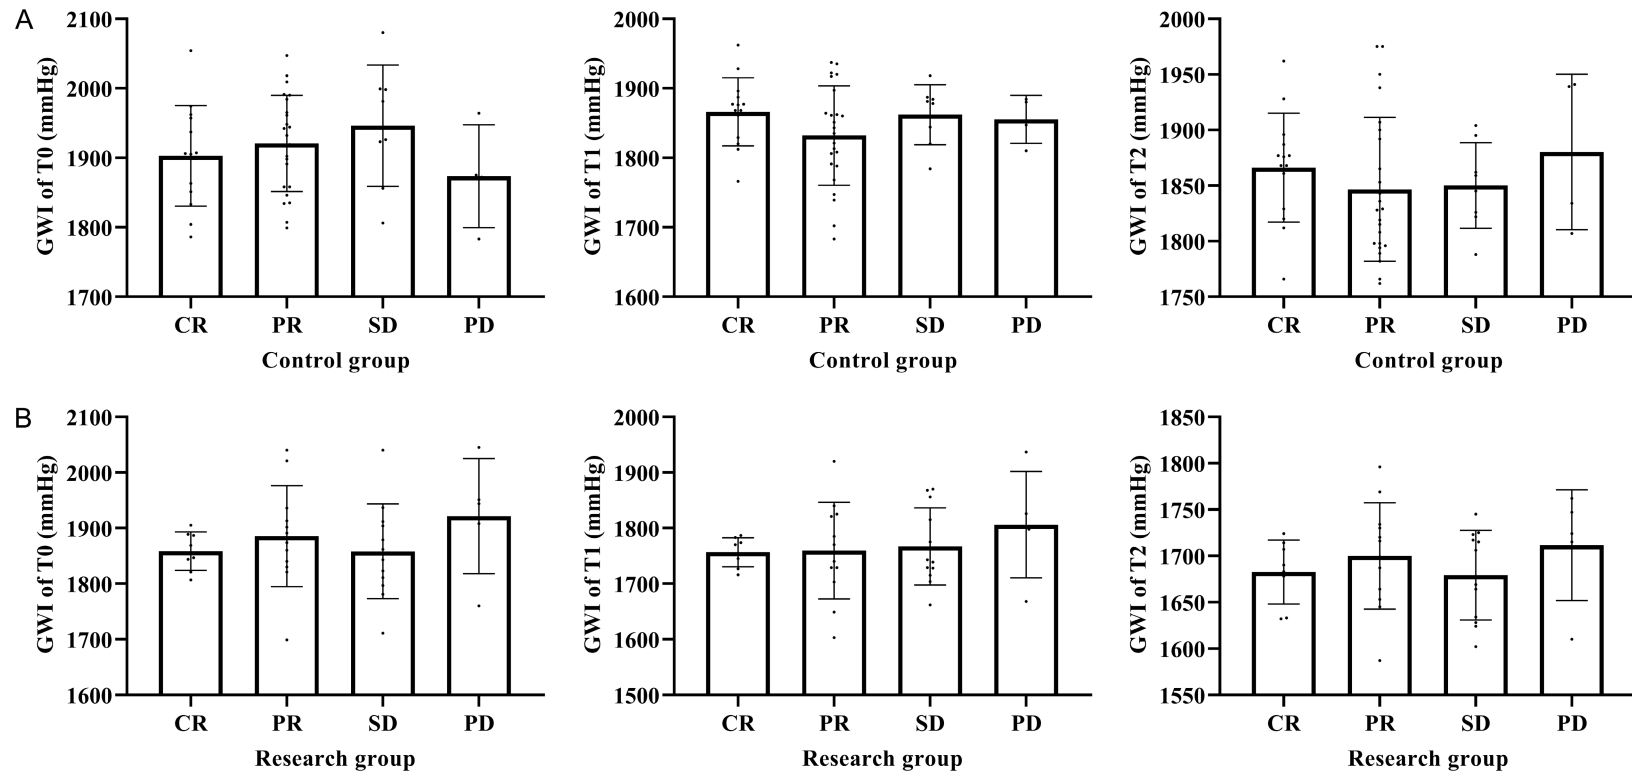 A
GWI of T0 (mmHg)
2100
2000
1900
1800
1700
CR PR SD PD
Control group
GWI of T1 (mmHg)
2000
1900
1800
1700
1600
CR PR SD PD
Control group
GWI of T2 (mmHg)
2000
1950
1900
1850
1800
1750
CR PR SD PD
Control group
B
GWI of T0 (mmHg)
2100
2000
1900
1800
1700
1600
CR PR SD PD
Research group
GWI of T1 (mmHg)
2000
1900
1800
1700
1600
1500
CR PR SD PD
Research group
GWI of T2 (mmHg)
1850
1800
1750
1700
1650
1600
1550
CR PR SD PD
Research group